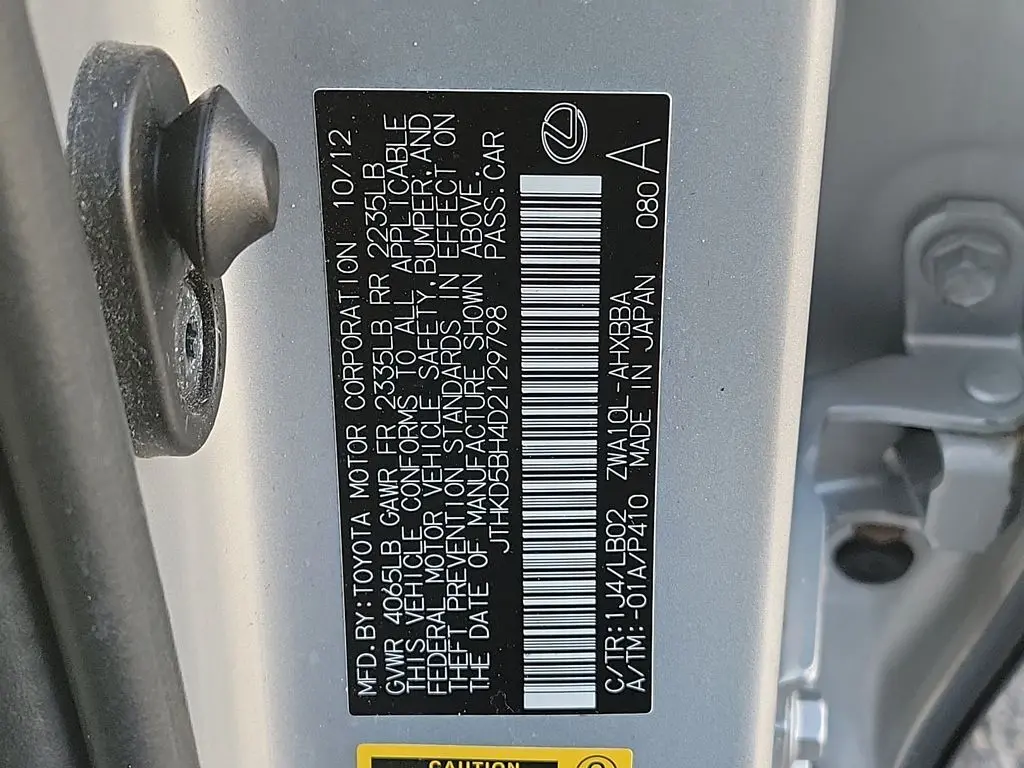 MFD.BY:TOYOTA MOTOR CORPORATION 10/12
GVWR 4065LB GAWR FR 2335LB RR 2235LB
THIS VEHICLE CONFORMS TO ALL APPLICABLE
FEDERAL MOTOR VEHICLE SAFETY,BUMPER,AND
THEFT PREVENTION STANDARDS IN EFFECT ON
THE DATE OF MANUFACTURE SHOWN ABOVE.
JTHKD5BH4D2129798 PASS.CAR
C/TR:1J4/LB02 ZWA10L-AHXBBA 080 A
A/TM:-01A/P410 MADE IN JAPAN
CAUTION